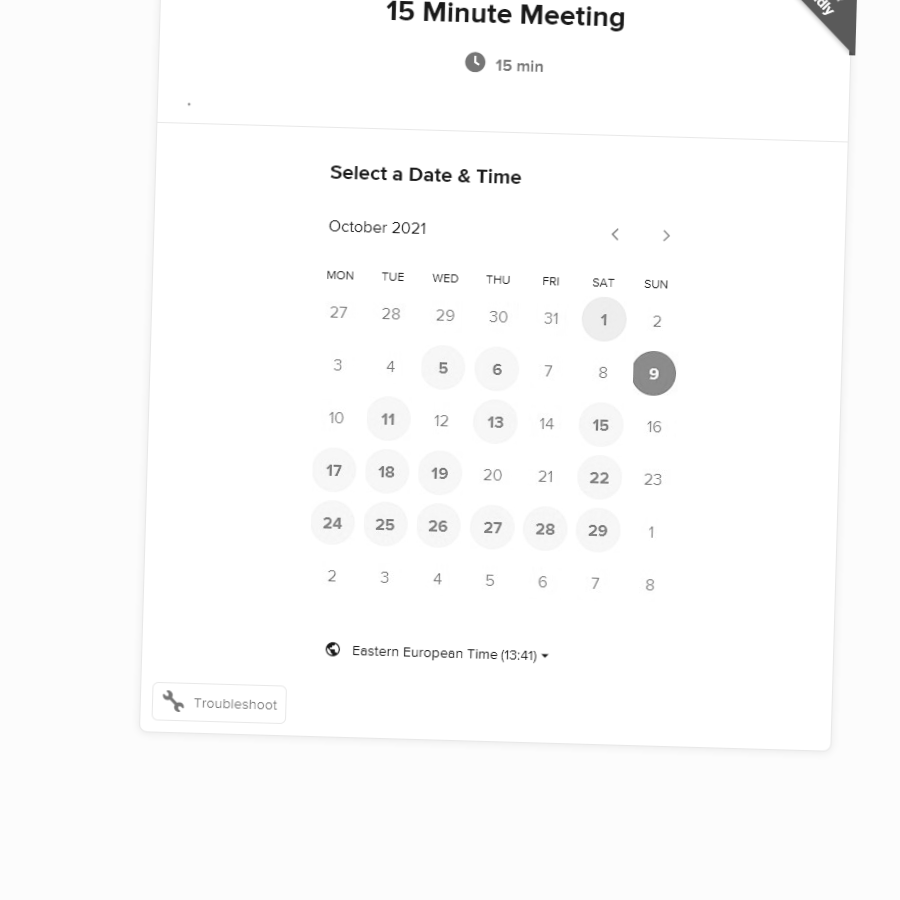 15 Minute Meeting
15 min
.
Select a Date & Time
October 2021
MON TUE WED THU FRI SAT SUN
27 28 29 30 31 1 2
3 4 5 6 7 8 9
10 11 12 13 14 15 16
17 18 19 20 21 22 23
24 25 26 27 28 29 1
2 3 4 5 6 7 8
Eastern European Time (13:41)
Troubleshoot